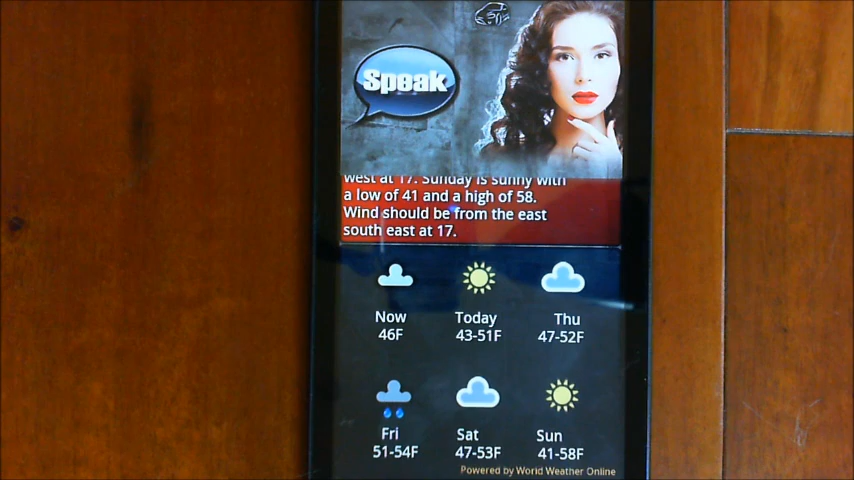 Speak
west at 17. Sunday is sunny with
a low of 41 and a high of 58.
Wind should be from the east
south east at 17.
Now Today Thu
46F 43-51F 47-52F
Fri Sat Sun
51-54F 47-53F 41-58F
Powered by World Weather Online